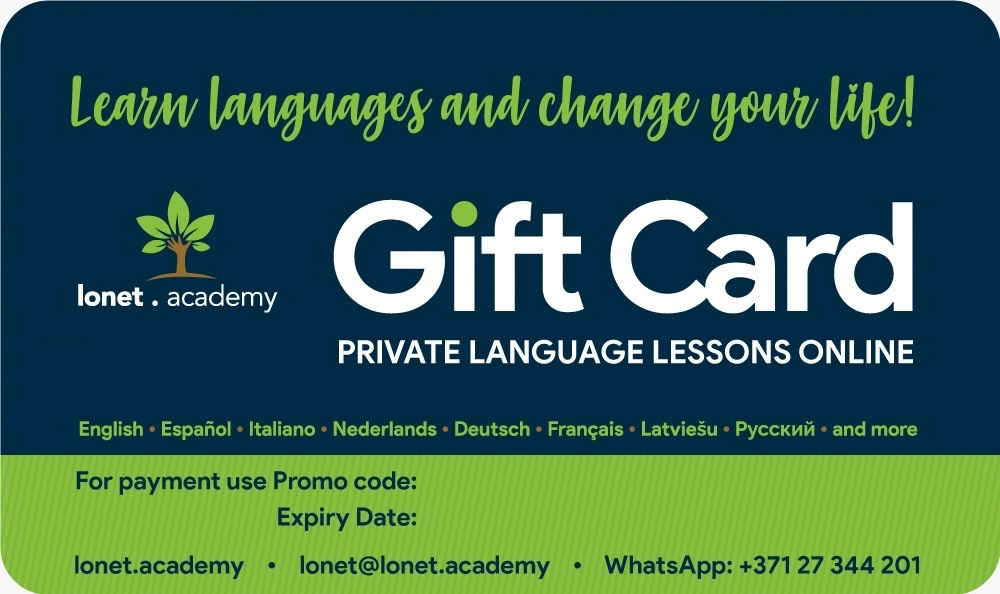 Learn languages and change your life!
lonet . academy
Gift Card
PRIVATE LANGUAGE LESSONS ONLINE
English • Español • Italiano • Nederlands • Deutsch • Français • Latviešu • Русский • and more
For payment use Promo code:
Expiry Date:
lonet.academy • lonet@lonet.academy • WhatsApp: +371 27 344 201